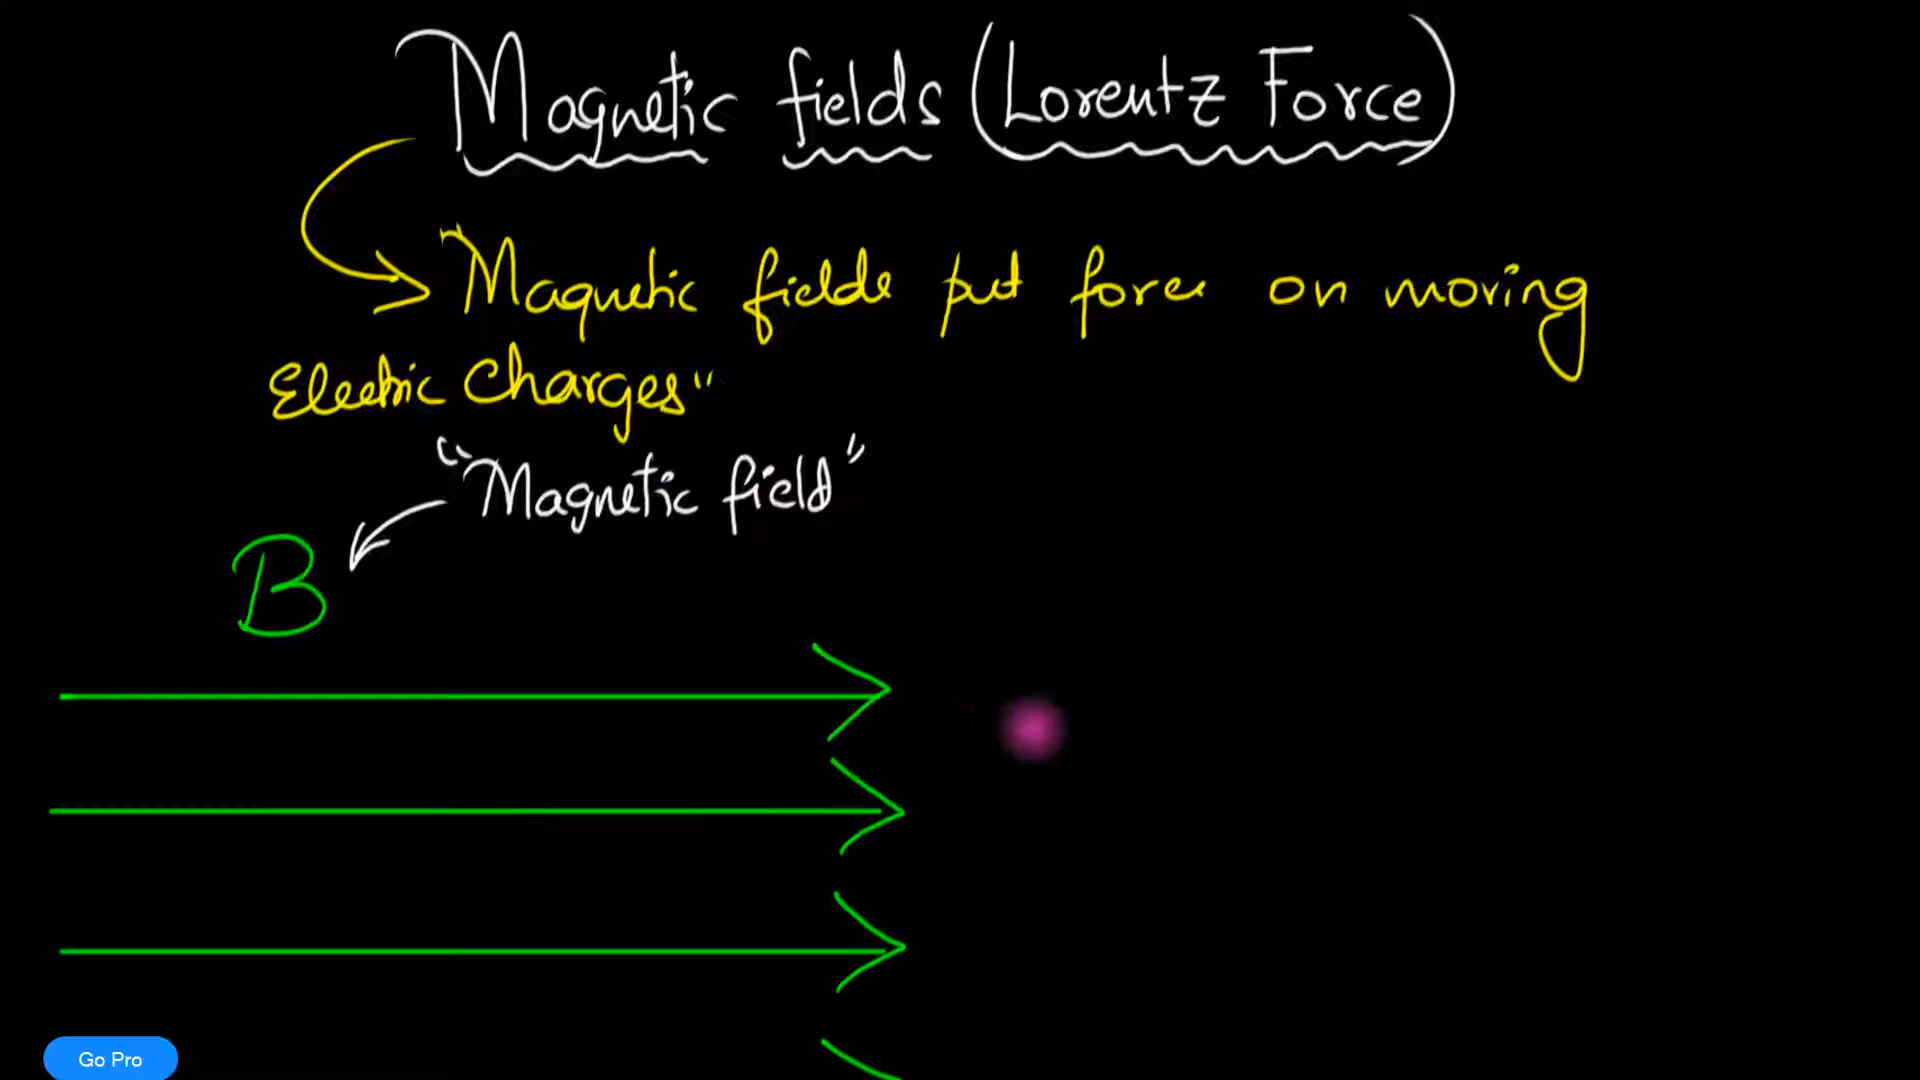 Magnetic fields (Lorentz Force)
"Magnetic fields put force on moving
Electric Charges"
"Magnetic field"
B
Go Pro